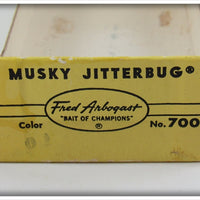 MUSKY JITTERBUG®
Fred Arbogast
"BAIT OF CHAMPIONS"
®
Color No. 700